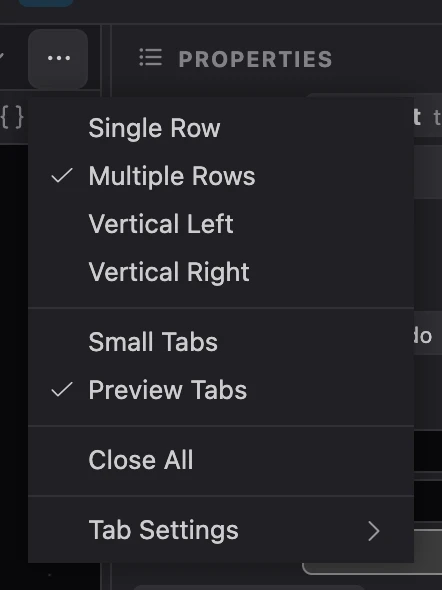 PROPERTIES
{}
Single Row
Multiple Rows
Vertical Left
Vertical Right
Small Tabs
Preview Tabs
Close All
Tab Settings